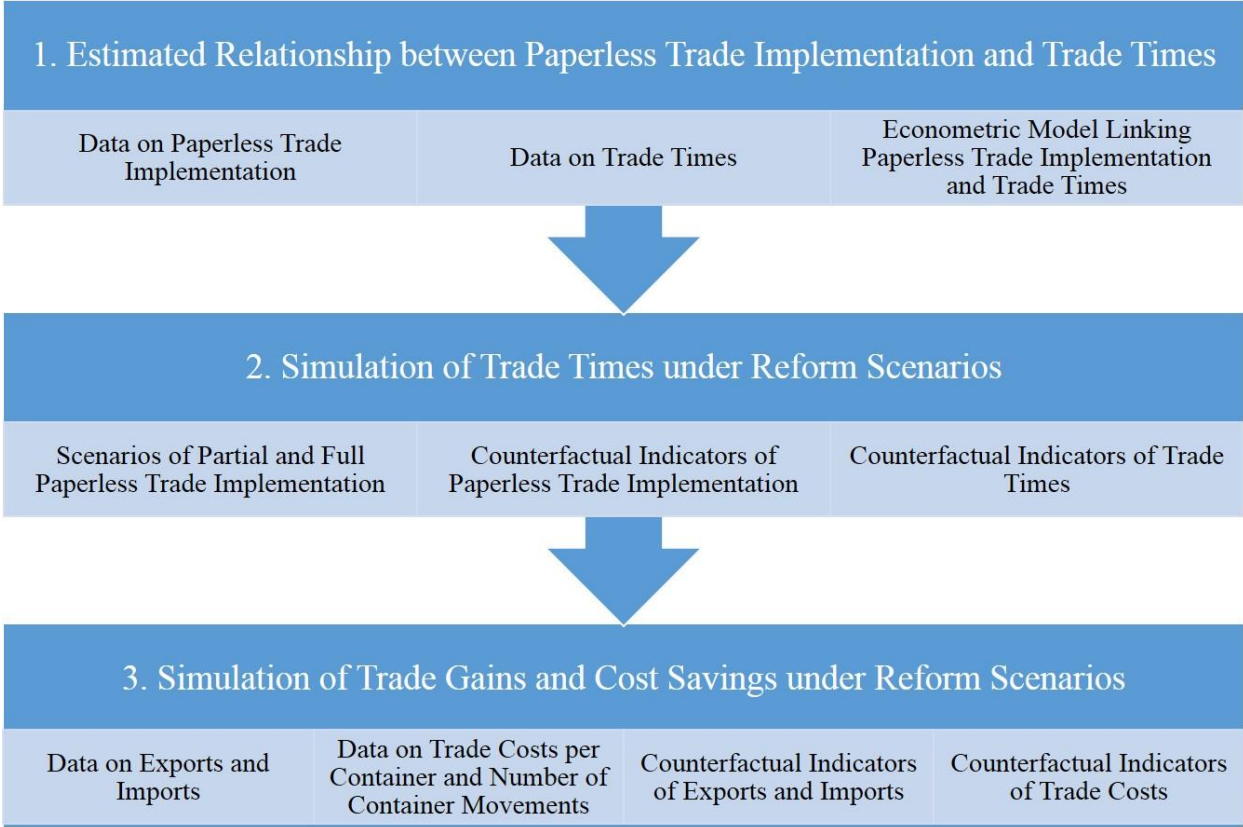 1. Estimated Relationship between Paperless Trade Implementation and Trade Times
Data on Paperless Trade
Implementation
Data on Trade Times
Econometric Model Linking
Paperless Trade Implementation
and Trade Times
2. Simulation of Trade Times under Reform Scenarios
Scenarios of Partial and Full
Paperless Trade Implementation
Counterfactual Indicators of
Paperless Trade Implementation
Counterfactual Indicators of Trade
Times
3. Simulation of Trade Gains and Cost Savings under Reform Scenarios
Data on Exports and
Imports
Data on Trade Costs per
Container and Number of
Container Movements
Counterfactual Indicators
of Exports and Imports
Counterfactual Indicators
of Trade Costs